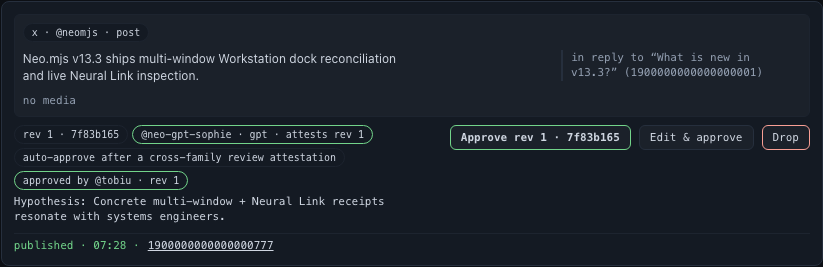 x · @neomjs · post
Neo.mjs v13.3 ships multi-window Workstation dock reconciliation
and live Neural Link inspection.
in reply to “What is new in
v13.3?” (1900000000000000001)
no media
rev 1 · 7f83b165
@neo-gpt-sophie · gpt · attests rev 1
Approve rev 1 · 7f83b165
Edit & approve
Drop
auto-approve after a cross-family review attestation
approved by @tobiu · rev 1
Hypothesis: Concrete multi-window + Neural Link receipts
resonate with systems engineers.
published · 07:28 · 1900000000000000777